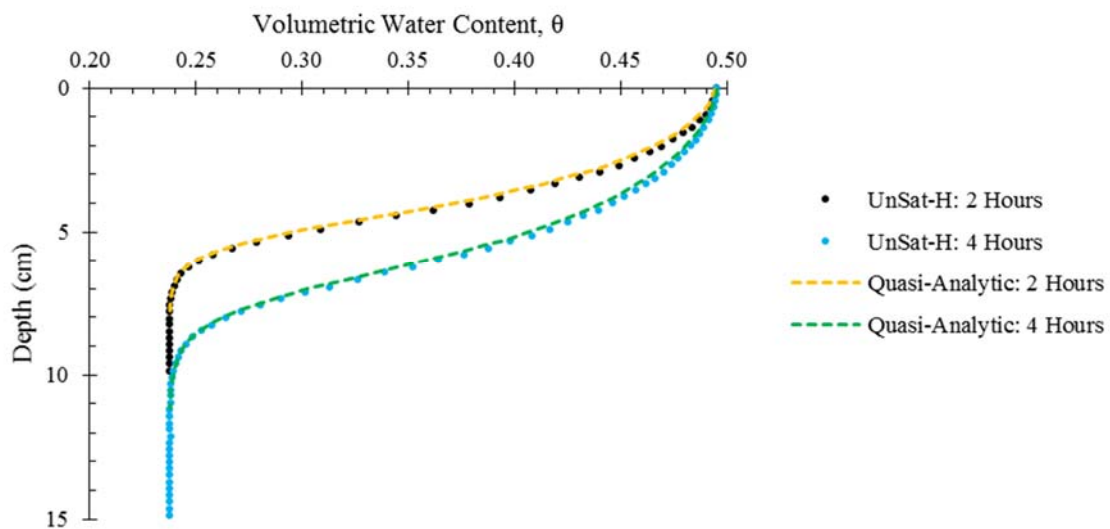 Volumetric Water Content, θ
0.20 0.25 0.30 0.35 0.40 0.45 0.50
0
5
10
15
Depth (cm)
UnSat-H: 2 Hours
UnSat-H: 4 Hours
Quasi-Analytic: 2 Hours
Quasi-Analytic: 4 Hours